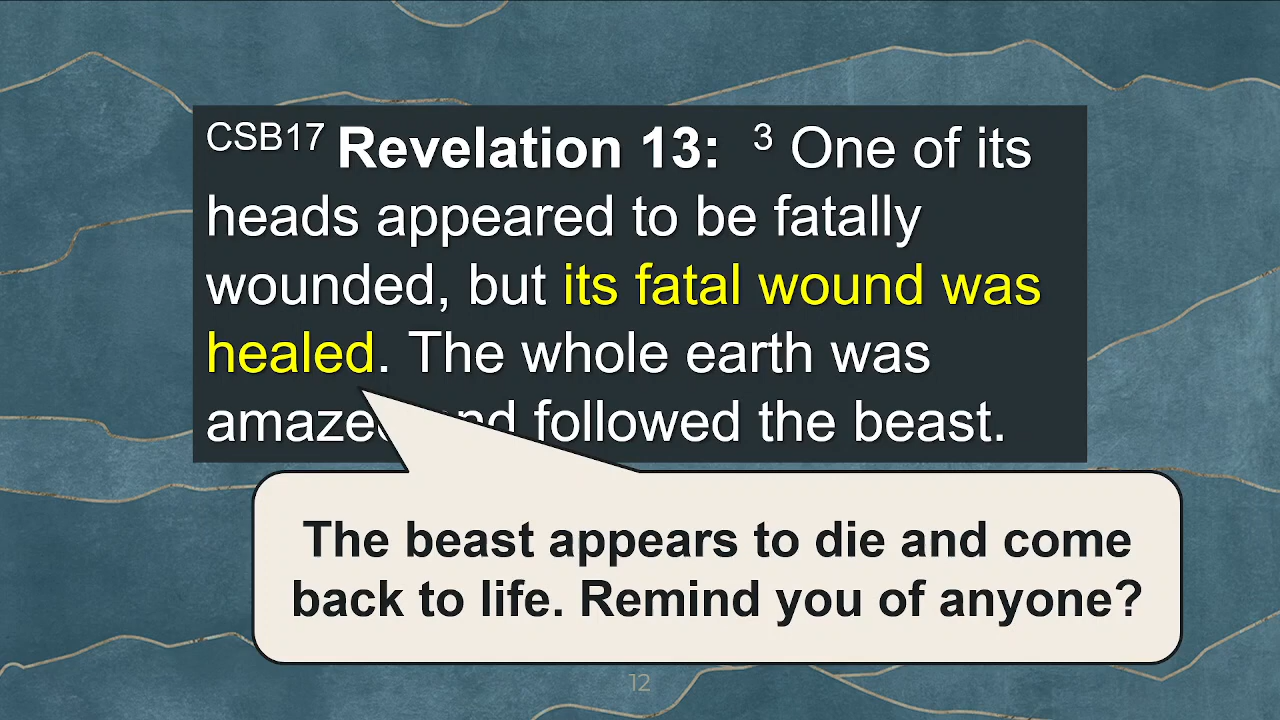 CSB17 Revelation 13: 3 One of its
heads appeared to be fatally
wounded, but its fatal wound was
healed. The whole earth was
amazed and followed the beast.
The beast appears to die and come
back to life. Remind you of anyone?
12